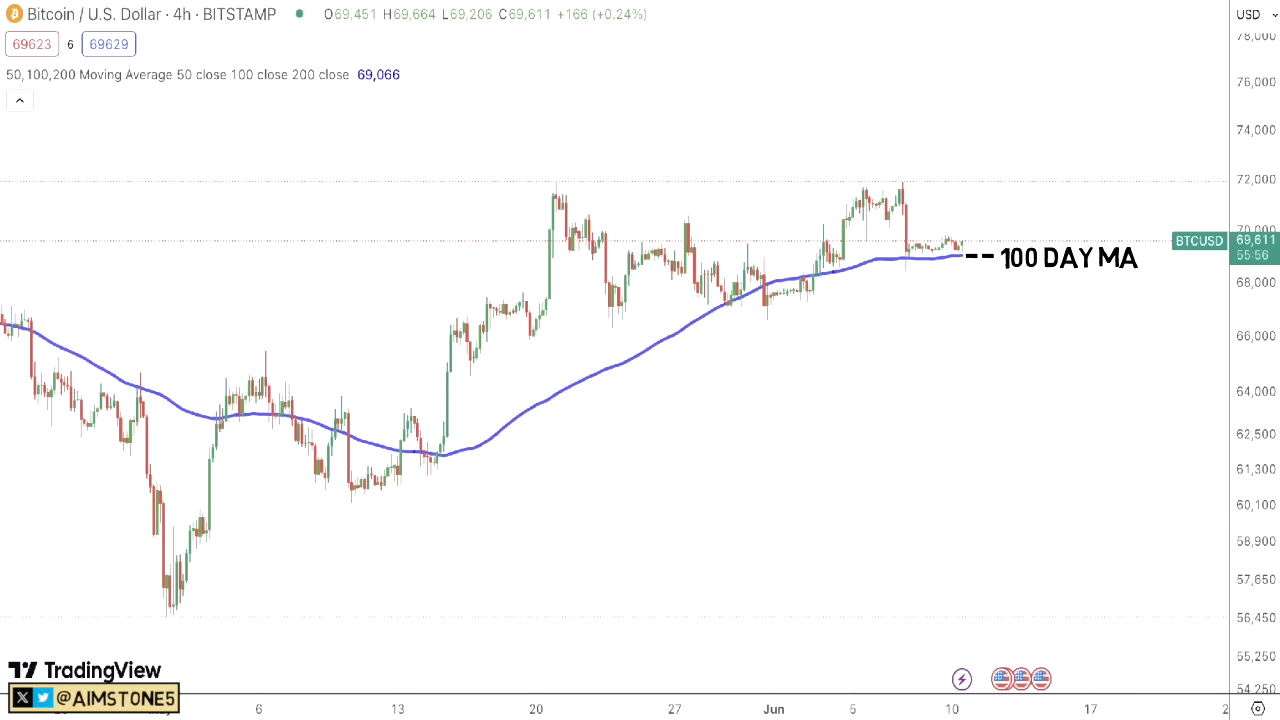 Bitcoin / U.S. Dollar · 4h · BITSTAMP O69,451 H69,664 L69,206 C69,611 +166 (+0.24%)
USD
69623 6 69629
50,100,200 Moving Average 50 close 100 close 200 close 69,066
78,000
76,000
74,000
72,000
70,000
BTCUSD 69,611
55:56
100 DAY MA
68,000
66,000
64,000
62,500
61,300
60,100
58,900
57,650
56,450
55,250
54,250
TradingView
@AIMSTONE5
6 13 20 27 Jun 5 10 17 2